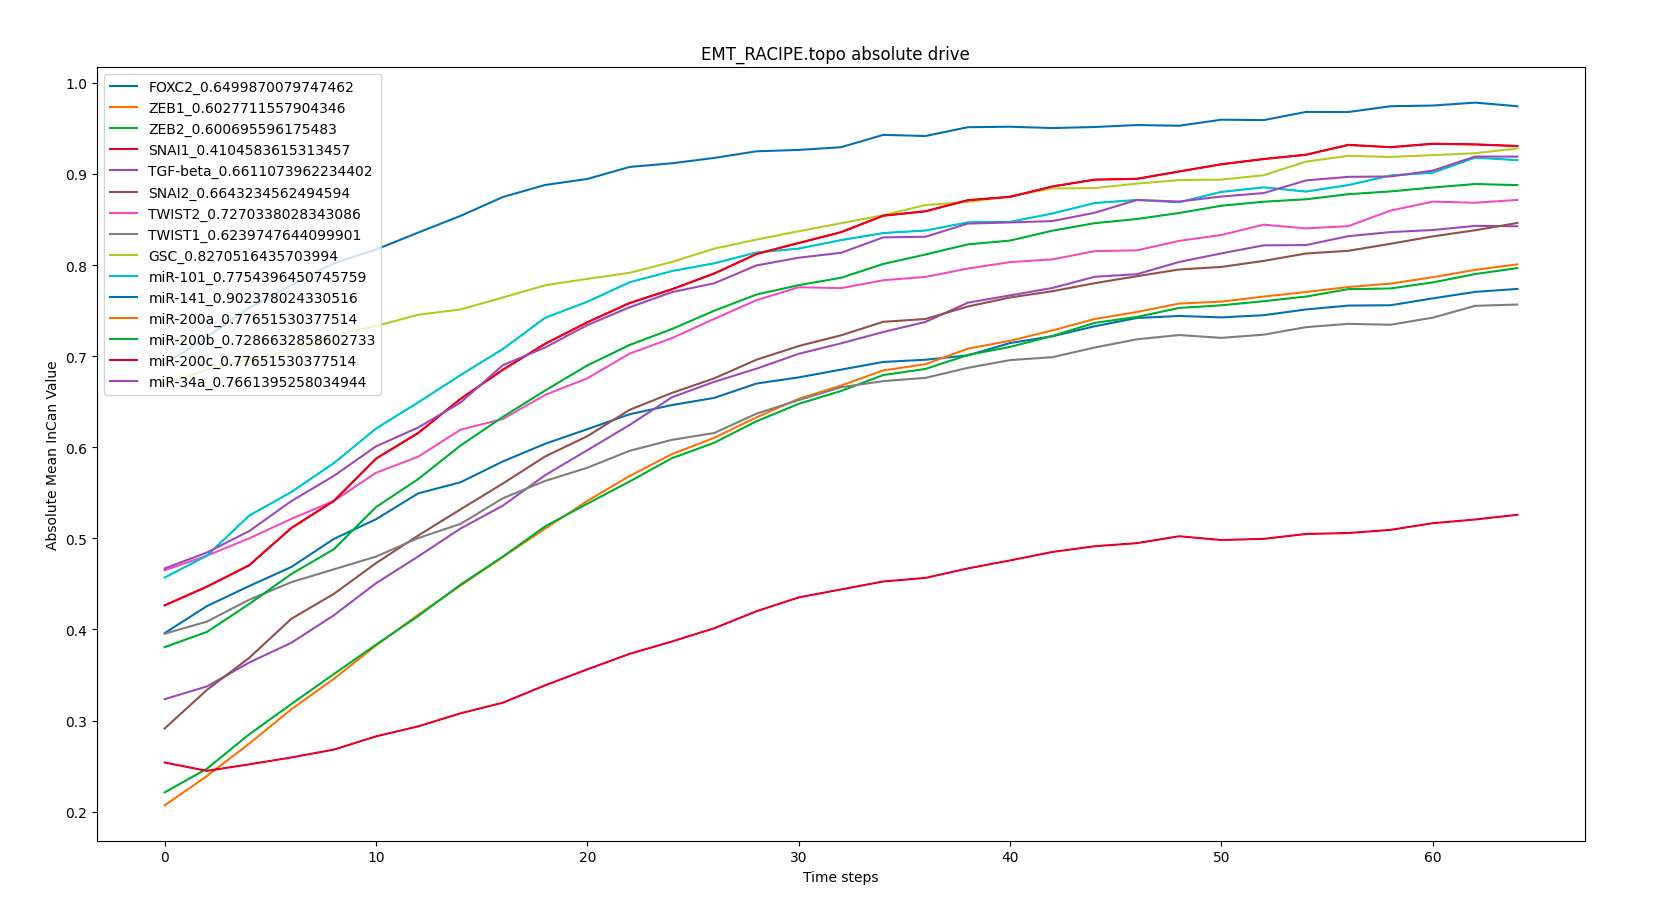 EMT_RACIPE.topo absolute drive
1.0
0.9
0.8
0.7
0.6
0.5
0.4
0.3
0.2
Absolute Mean InCan Value
FOXC2_0.6499870079747462
ZEB1_0.6027711557904346
ZEB2_0.600695596175483
SNAI1_0.4104583615313457
TGF-beta_0.6611073962234402
SNAI2_0.6643234562494594
TWIST2_0.7270338028343086
TWIST1_0.6239747644099901
GSC_0.8270516435703994
miR-101_0.7754396450745759
miR-141_0.902378024330516
miR-200a_0.77651530377514
miR-200b_0.7286632858602733
miR-200c_0.77651530377514
miR-34a_0.7661395258034944
0 10 20 30 40 50 60
Time steps